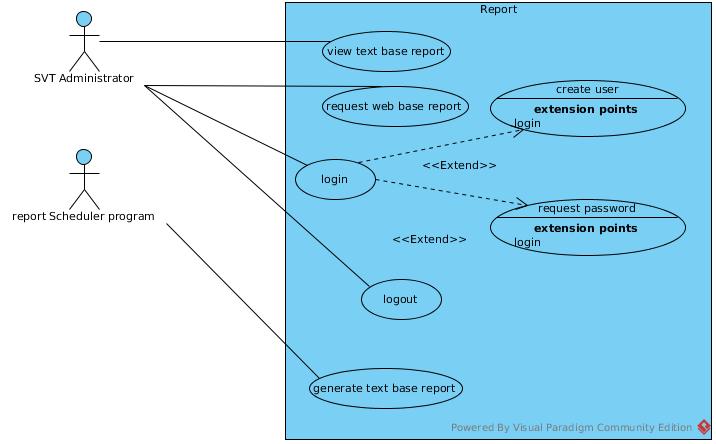 Report
view text base report
SVT Administrator
request web base report
create user
extension points
login
<<Extend>>
login
report Scheduler program
request password
extension points
login
<<Extend>>
logout
generate text base report
Powered By Visual Paradigm Community Edition